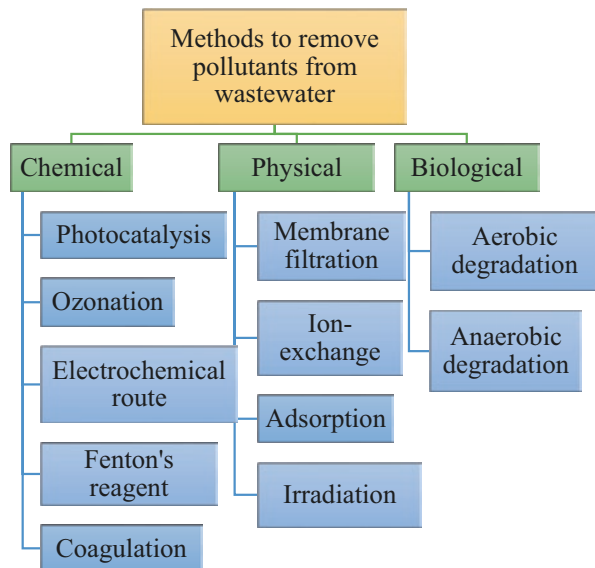 Methods to remove
pollutants from
wastewater
Chemical
Photocatalysis
Ozonation
Electrochemical
route
Fenton's
reagent
Coagulation
Physical
Membrane
filtration
Ion-
exchange
Adsorption
Irradiation
Biological
Aerobic
degradation
Anaerobic
degradation